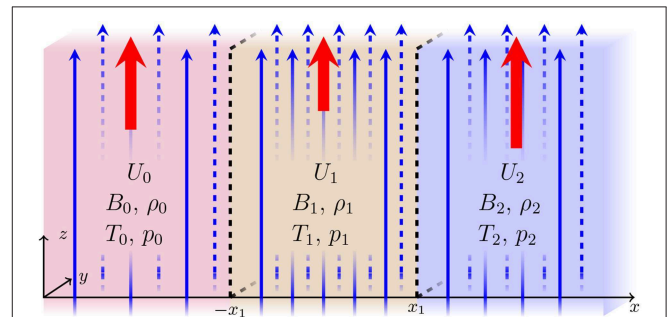 U₀ U₁ U₂
B₀, ρ₀ B₁, ρ₁ B₂, ρ₂
z T₀, p₀ T₁, p₁ T₂, p₂
y
−x₁ x₁ x